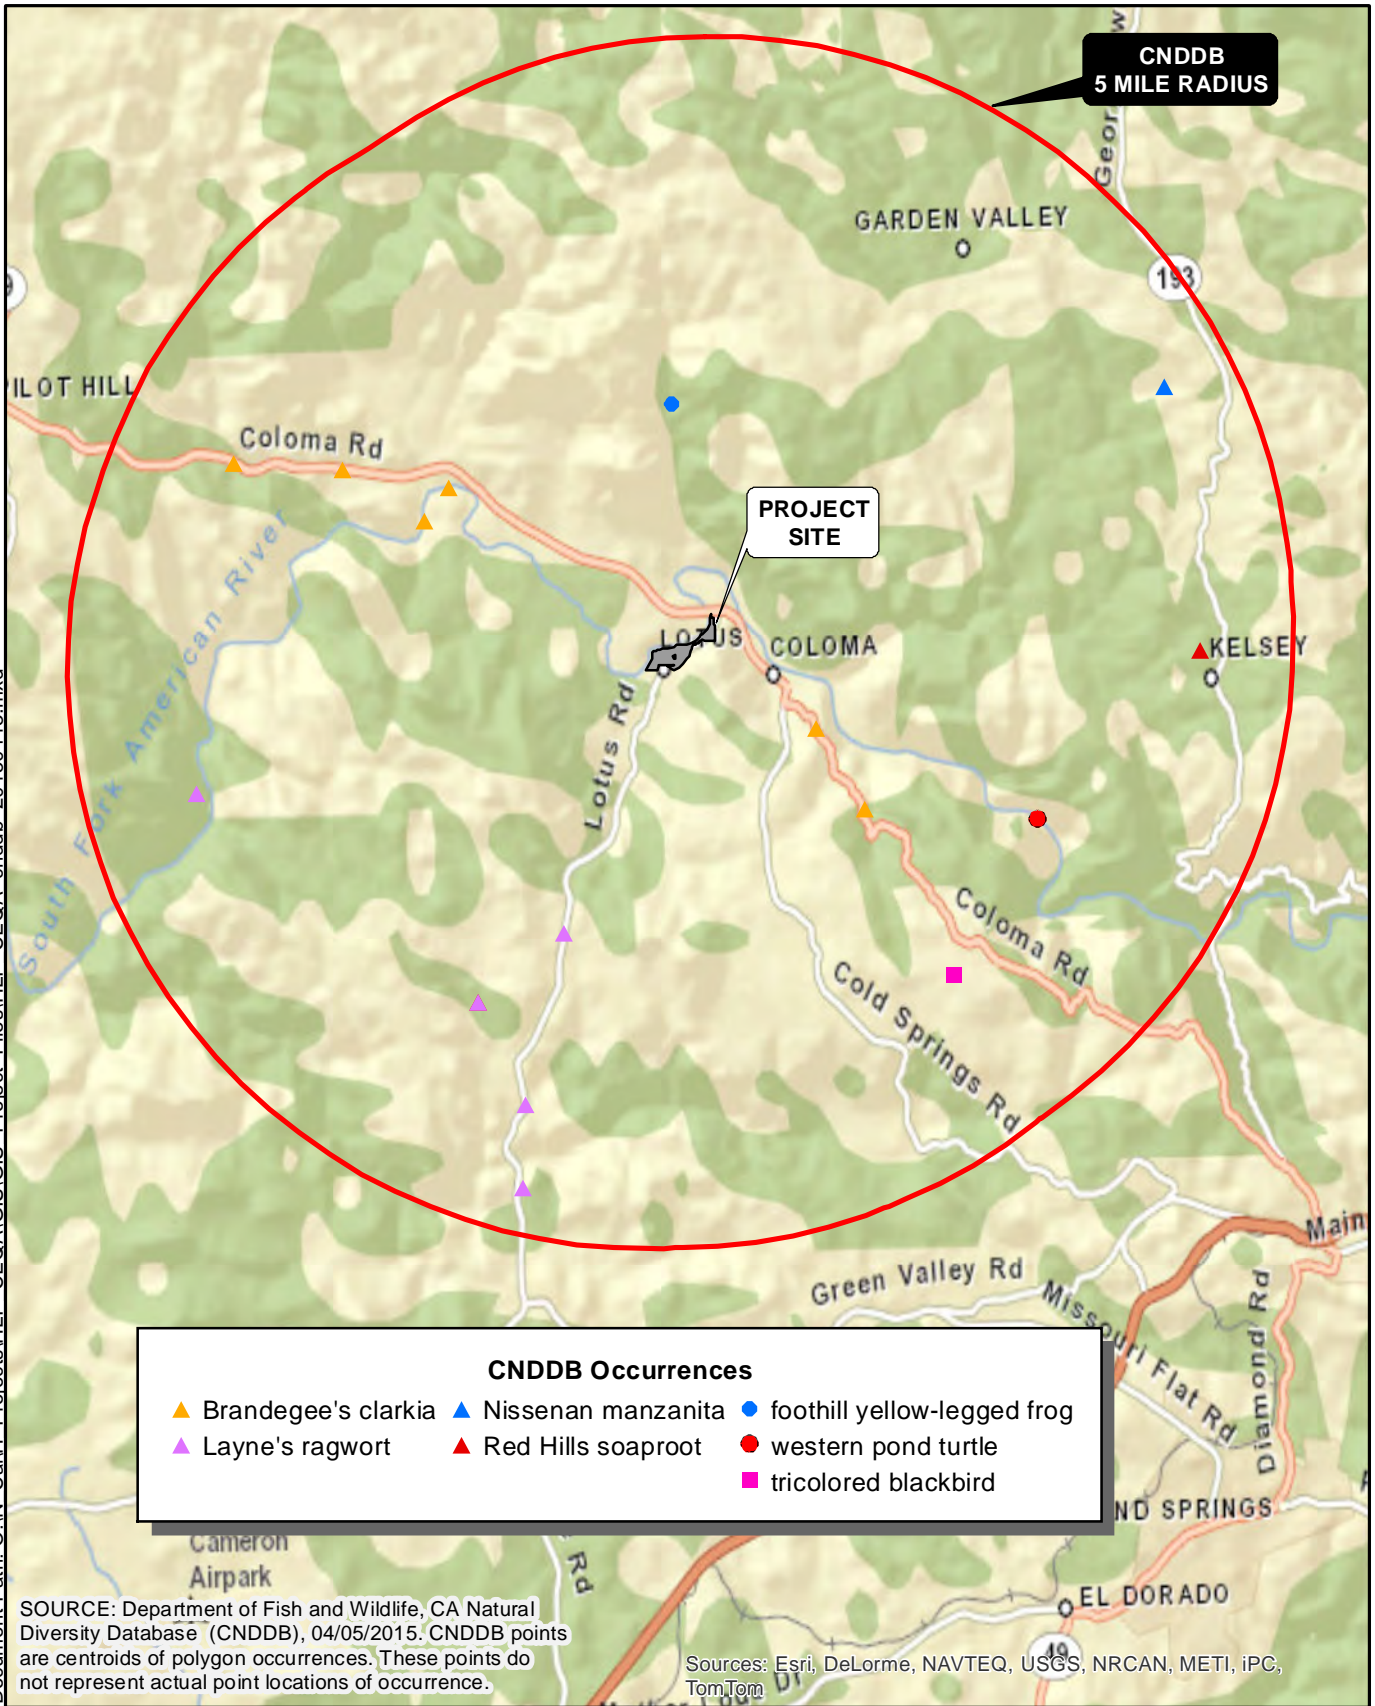 CNDDB
5 MILE RADIUS
GARDEN VALLEY
193
ILOT HILL
Coloma Rd
PROJECT
SITE
South Fork American River
LOTUS
COLOMA
KELSEY
Lotus Rd
Coloma Rd
Cold Springs Rd
Main
Green Valley Rd
Missouri Flat Rd
Diamond Rd
CNDDB Occurrences
Brandegee's clarkia
Nissenan manzanita
foothill yellow-legged frog
Layne's ragwort
Red Hills soaproot
western pond turtle
tricolored blackbird
ND SPRINGS
Cameron
Airpark
Rd
EL DORADO
49
SOURCE: Department of Fish and Wildlife, CA Natural
Diversity Database (CNDDB), 04/05/2015. CNDDB points
are centroids of polygon occurrences. These points do
not represent actual point locations of occurrence.
Sources: Esri, DeLorme, NAVTEQ, USGS, NRCAN, METI, iPC,
TomTom